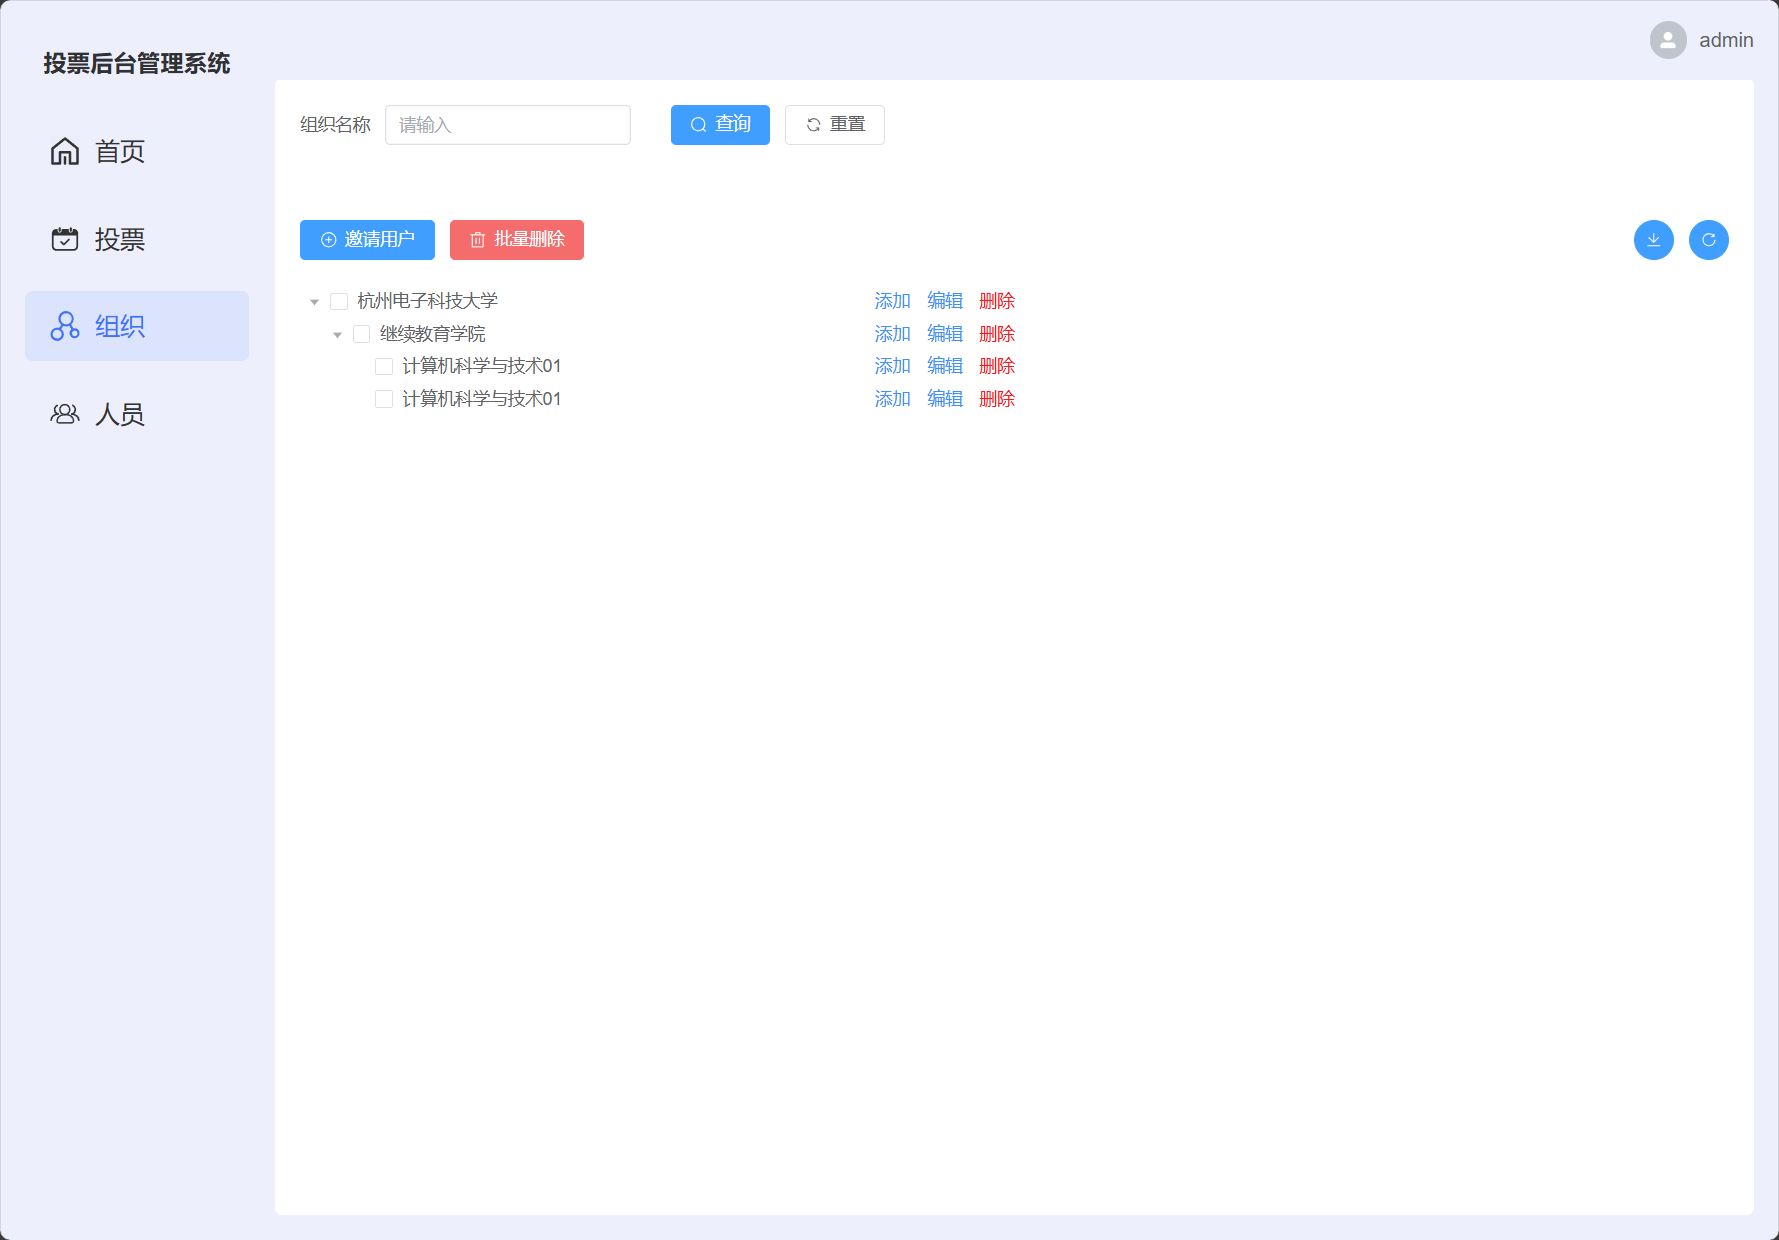 投票后台管理系统
admin
首页
投票
组织
人员
组织名称 请输入 查询 重置
邀请用户 批量删除
杭州电子科技大学 添加 编辑 删除
继续教育学院 添加 编辑 删除
计算机科学与技术01 添加 编辑 删除
计算机科学与技术01 添加 编辑 删除